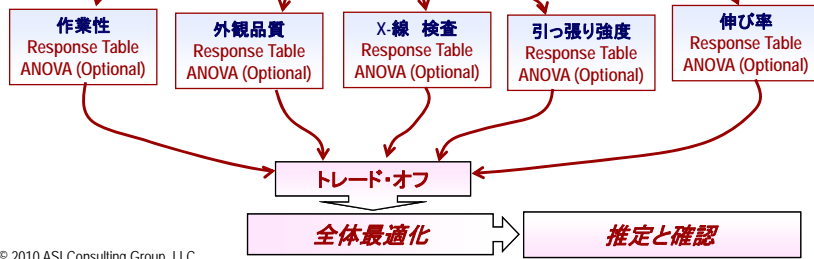 作業性
Response Table
ANOVA (Optional)
外観品質
Response Table
ANOVA (Optional)
X-線 検査
Response Table
ANOVA (Optional)
引っ張り強度
Response Table
ANOVA (Optional)
伸び率
Response Table
ANOVA (Optional)
トレード・オフ
全体最適化
推定と確認
© 2010 ASI Consulting Group, LLC